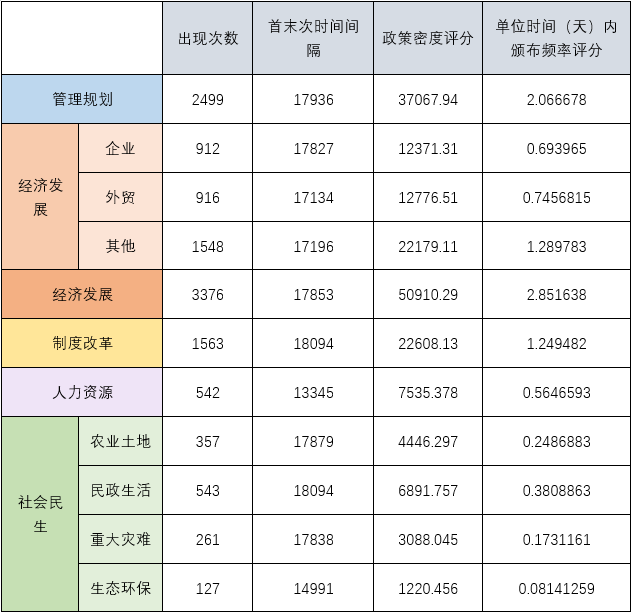 出现次数 首末次时间间隔 政策密度评分 单位时间（天）内颁布频率评分
管理规划 2499 17936 37067.94 2.066678
经济发展 企业 912 17827 12371.31 0.693965
外贸 916 17134 12776.51 0.7456815
其他 1548 17196 22179.11 1.289783
经济发展 3376 17853 50910.29 2.851638
制度改革 1563 18094 22608.13 1.249482
人力资源 542 13345 7535.378 0.5646593
社会民生 农业土地 357 17879 4446.297 0.2486883
民政生活 543 18094 6891.757 0.3808863
重大灾难 261 17838 3088.045 0.1731161
生态环保 127 14991 1220.456 0.08141259